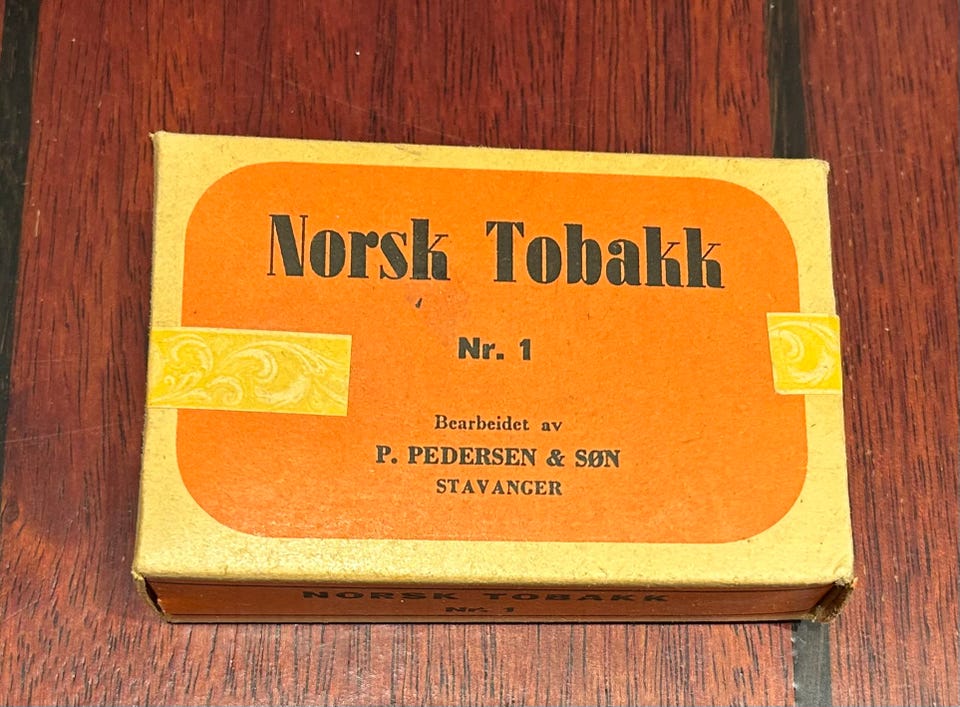 Norsk Tobakk
Nr. 1
Bearbeidet av
P. PEDERSEN & SØN
STAVANGER
NORSK TOBAKK
Nr. 1